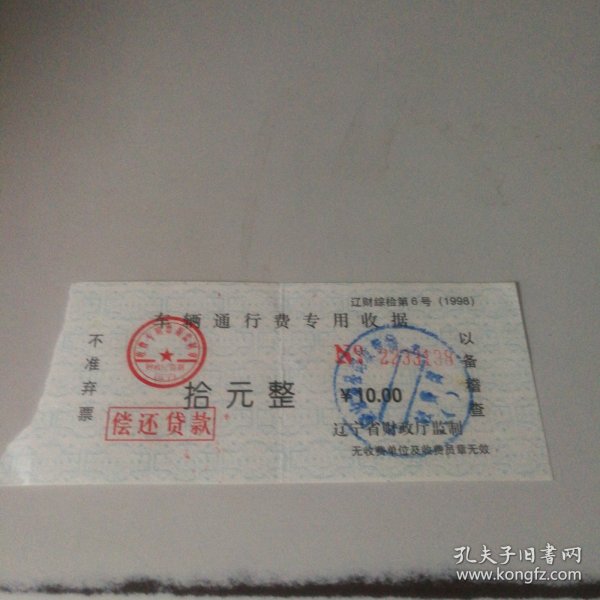 辽财综检第6号(1998)
车辆通行费专用收据
不准弃票
№ 2233138
以备稽查
拾元整
¥10.00
偿还贷款
辽宁省财政厅监制
无收费单位及收费员章无效
孔夫子旧书网
www.kongfz.com